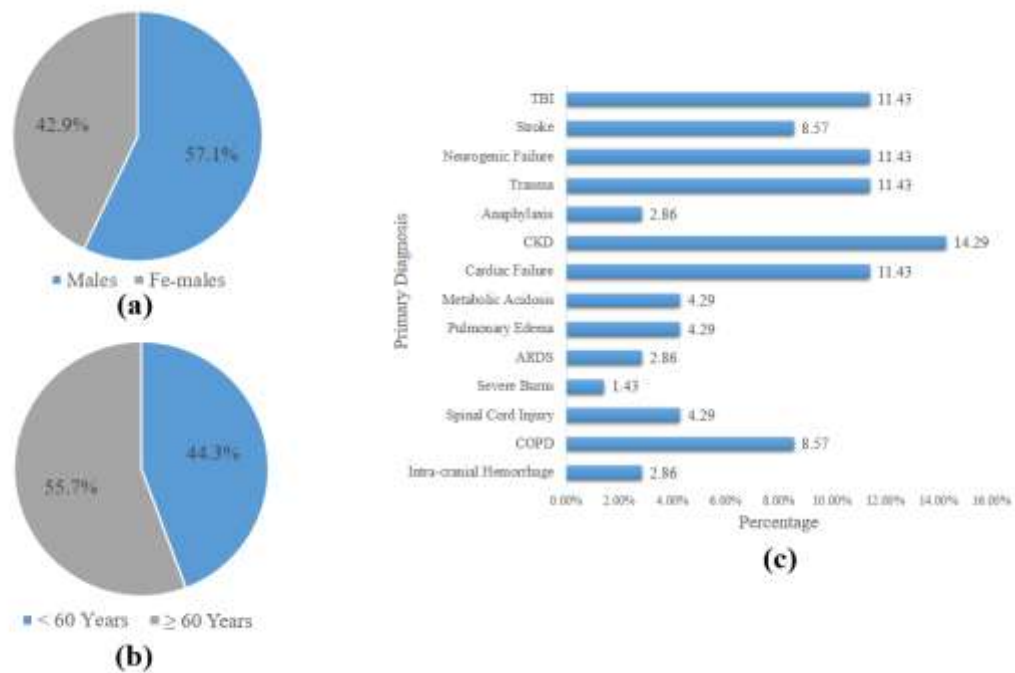 42.9%
57.1%
Males Fe-males
(a)
44.3%
55.7%
< 60 Years ≥ 60 Years
(b)
Primary Diagnosis
TBI 11.43
Stroke 8.57
Neurogenic Failure 11.43
Trauma 11.43
Anaphylaxis 2.86
CKD 14.29
Cardiac Failure 11.43
Metabolic Acidosis 4.29
Pulmonary Edema 4.29
ARDS 2.86
Severe Burns 1.43
Spinal Cord Injury 4.29
COPD 8.57
Intra-cranial Hemorrhage 2.86
0.00% 2.00% 4.00% 6.00% 8.00% 10.00% 12.00% 14.00% 16.00%
Percentage
(c)